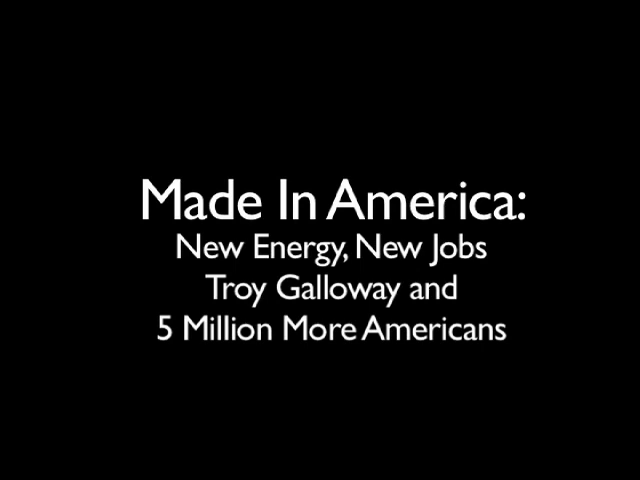 Made In America:
New Energy, New Jobs
Troy Galloway and
5 Million More Americans